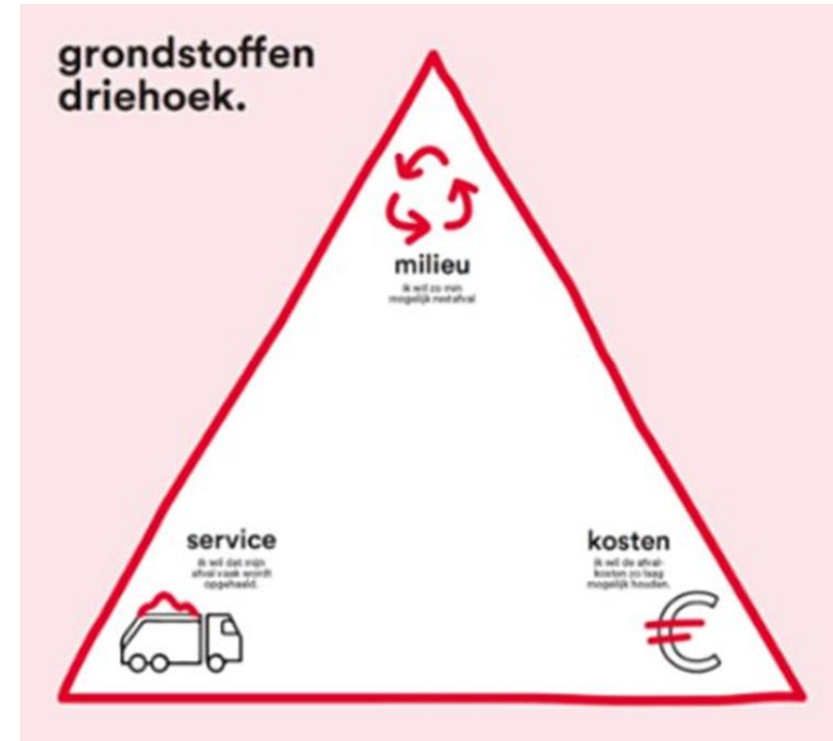 grondstoffen
driehoek.
milieu
ik wil zo min
mogelijk restafval
service
ik wil dat mijn
afval vaak wordt
opgehaald.
kosten
ik wil de afval-
kosten zo laag
mogelijk houden.
€